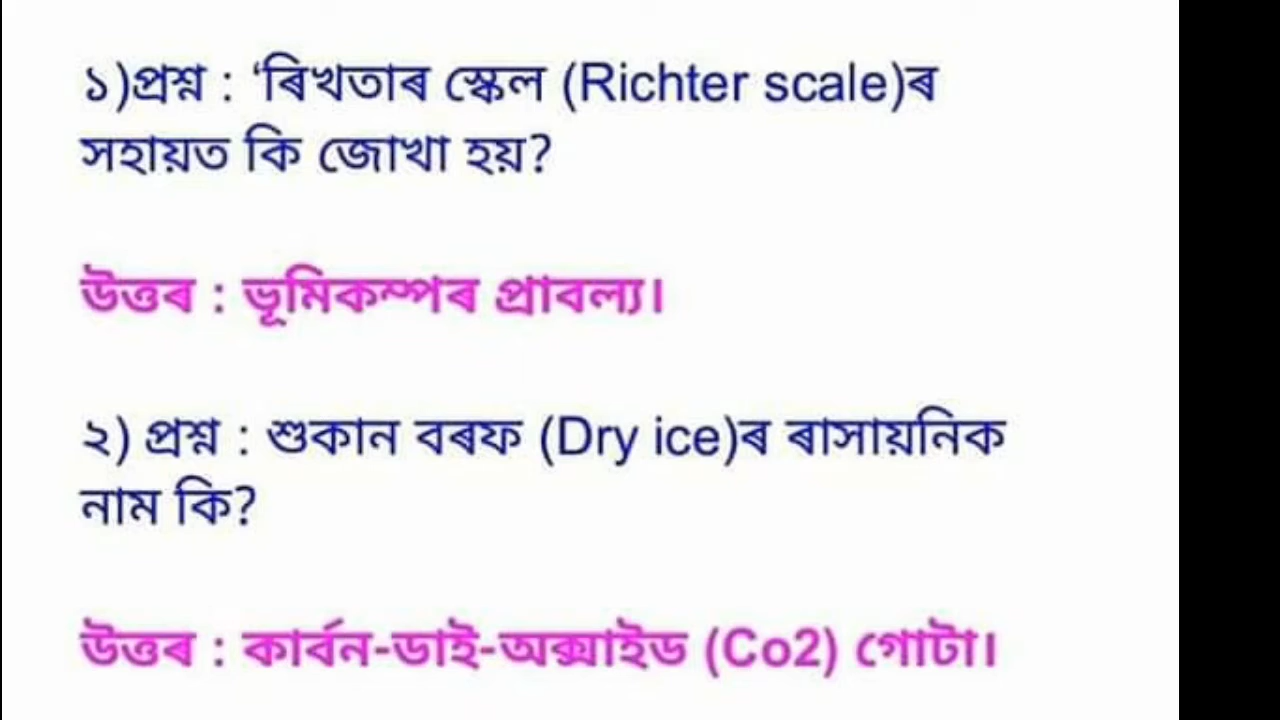 ১)প্ৰশ্ন : ‘ৰিখতাৰ স্কেল (Richter scale)ৰ
সহায়ত কি জোখা হয়?
উত্তৰ : ভূমিকম্পৰ প্ৰাবল্য।
২) প্ৰশ্ন : শুকান বৰফ (Dry ice)ৰ ৰাসায়নিক
নাম কি?
উত্তৰ : কাৰ্বন-ডাই-অক্সাইড (Co2) গোটা।